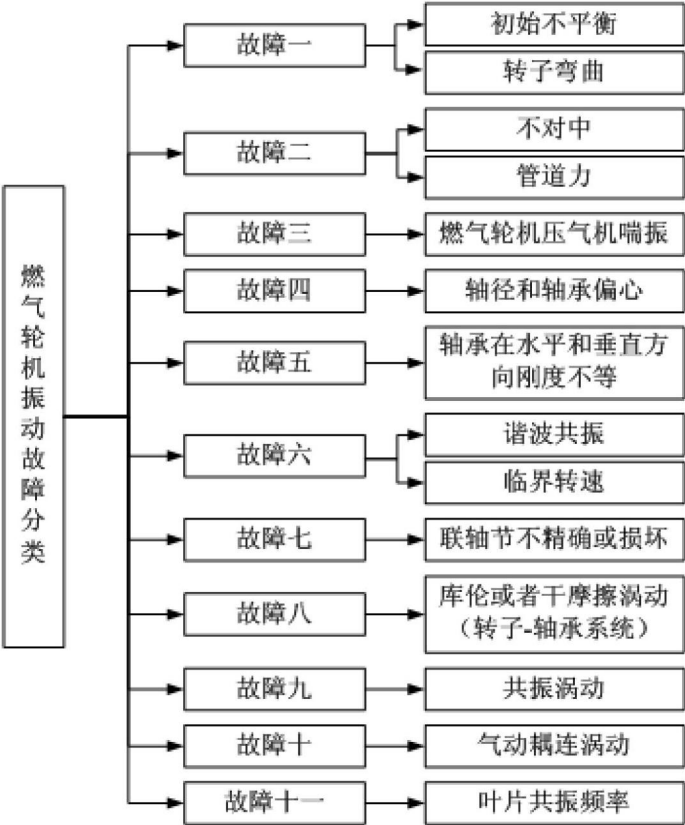 燃气轮机振动故障分类
故障一
初始不平衡
转子弯曲
故障二
不对中
管道力
故障三
燃气轮机压气机喘振
故障四
轴径和轴承偏心
故障五
轴承在水平和垂直方
向刚度不等
故障六
谐波共振
临界转速
故障七
联轴节不精确或损坏
故障八
库伦或者干摩擦涡动
（转子-轴承系统）
故障九
共振涡动
故障十
气动耦连涡动
故障十一
叶片共振频率